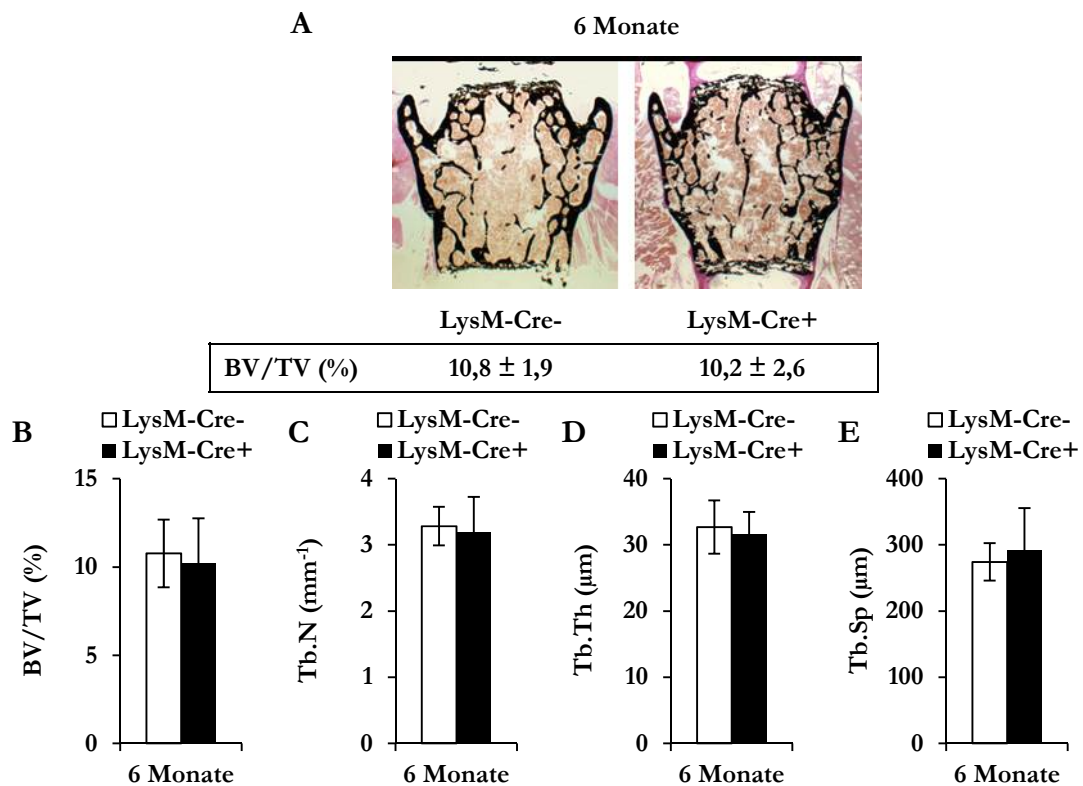 A
6 Monate
LysM-Cre- LysM-Cre+
BV/TV (%) 10,8 ± 1,9 10,2 ± 2,6
B
LysM-Cre-
LysM-Cre+
BV/TV (%)
15
10
5
0
6 Monate
C
LysM-Cre-
LysM-Cre+
Tb.N (mm⁻¹)
4
3
2
1
0
6 Monate
D
LysM-Cre-
LysM-Cre+
Tb.Th (µm)
40
30
20
10
0
6 Monate
E
LysM-Cre-
LysM-Cre+
Tb.Sp (µm)
400
300
200
100
0
6 Monate